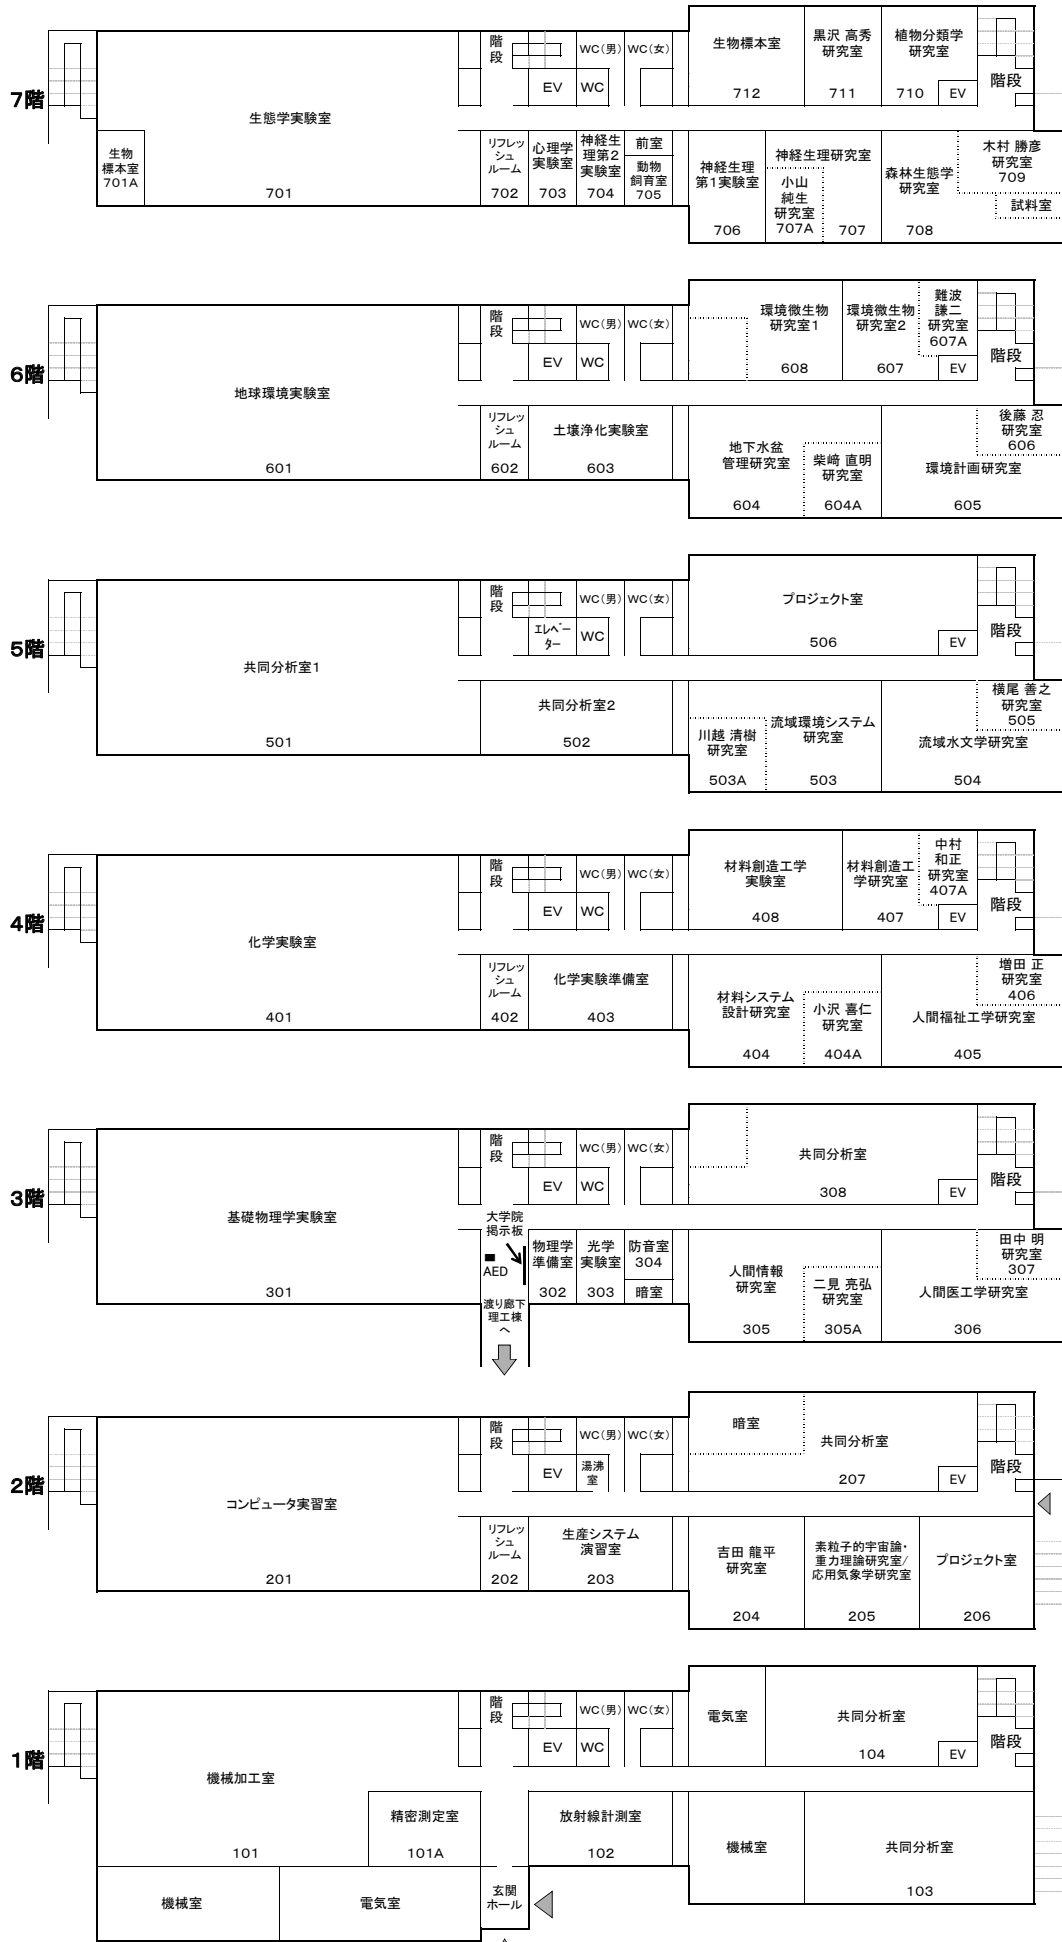 7階
生態学実験室
701
生物
標本室
701A
階
段
EV
WC(男)
WC(女)
WC
リフレッ
シュ
ルーム
702
心理学
実験室
703
神経生
理第2
実験室
704
前室
動物
飼育室
705
生物標本室
712
黒沢 高秀
研究室
711
植物分類学
研究室
710
EV
階段
神経生理
第1実験室
706
神経生理研究室
小山
純生
研究室
707A
707
森林生態学
研究室
708
木村 勝彦
研究室
709
試料室
6階
地球環境実験室
601
階
段
EV
WC(男)
WC(女)
WC
リフレッ
シュ
ルーム
602
土壌浄化実験室
603
環境微生物
研究室1
608
環境微生物
研究室2
607
難波
謙二
研究室
607A
EV
階段
地下水盆
管理研究室
604
柴﨑 直明
研究室
604A
環境計画研究室
605
後藤 忍
研究室
606
5階
共同分析室1
501
階
段
エレベー
ター
WC(男)
WC(女)
WC
共同分析室2
502
プロジェクト室
506
EV
階段
川越 清樹
研究室
503A
流域環境システム
研究室
503
流域水文学研究室
504
横尾 善之
研究室
505
4階
化学実験室
401
階
段
EV
WC(男)
WC(女)
WC
リフレッ
シュ
ルーム
402
化学実験準備室
403
材料創造工学
実験室
408
材料創造工
学研究室
407
中村
和正
研究室
407A
EV
階段
材料システム
設計研究室
404
小沢 喜仁
研究室
404A
人間福祉工学研究室
405
増田 正
研究室
406
3階
基礎物理学実験室
301
階
段
EV
WC(男)
WC(女)
WC
大学院
掲示板
AED
渡り廊下
理工棟
へ
物理学
準備室
302
光学
実験室
303
防音室
304
暗室
共同分析室
308
EV
階段
人間情報
研究室
305
二見 亮弘
研究室
305A
人間医工学研究室
306
田中 明
研究室
307
2階
コンピュータ実習室
201
階
段
EV
WC(男)
WC(女)
湯沸
室
リフレッ
シュ
ルーム
202
生産システム
演習室
203
暗室
共同分析室
207
EV
階段
吉田 龍平
研究室
204
素粒子的宇宙論・
重力理論研究室/
応用気象学研究室
205
プロジェクト室
206
1階
機械加工室
101
精密測定室
101A
機械室
電気室
階
段
EV
WC(男)
WC(女)
WC
玄関
ホール
放射線計測室
102
電気室
共同分析室
104
EV
階段
機械室
共同分析室
103